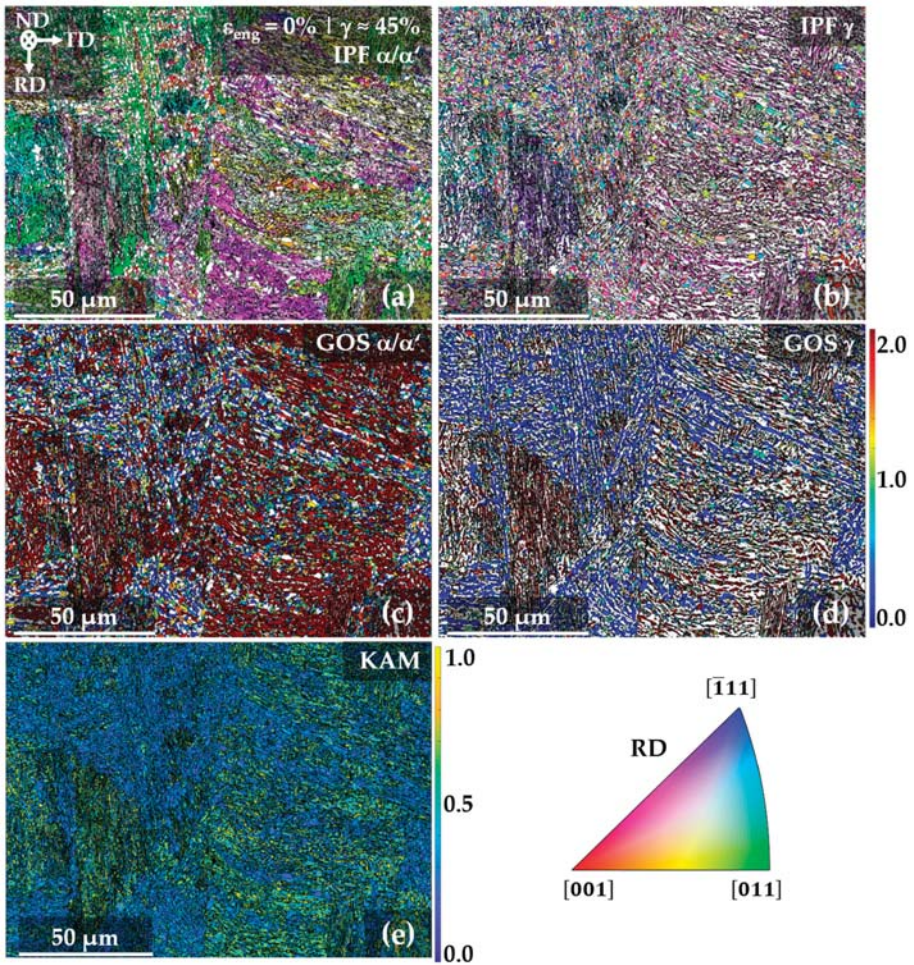 ND
TD
RD
ε_eng = 0% | γ ≈ 45%
IPF α/α′
50 µm
(a)
IPF γ
50 µm
(b)
GOS α/α′
50 µm
(c)
GOS γ
50 µm
(d)
2.0
1.0
0.0
KAM
50 µm
(e)
1.0
0.5
0.0
[1̅11]
RD
[001]
[011]